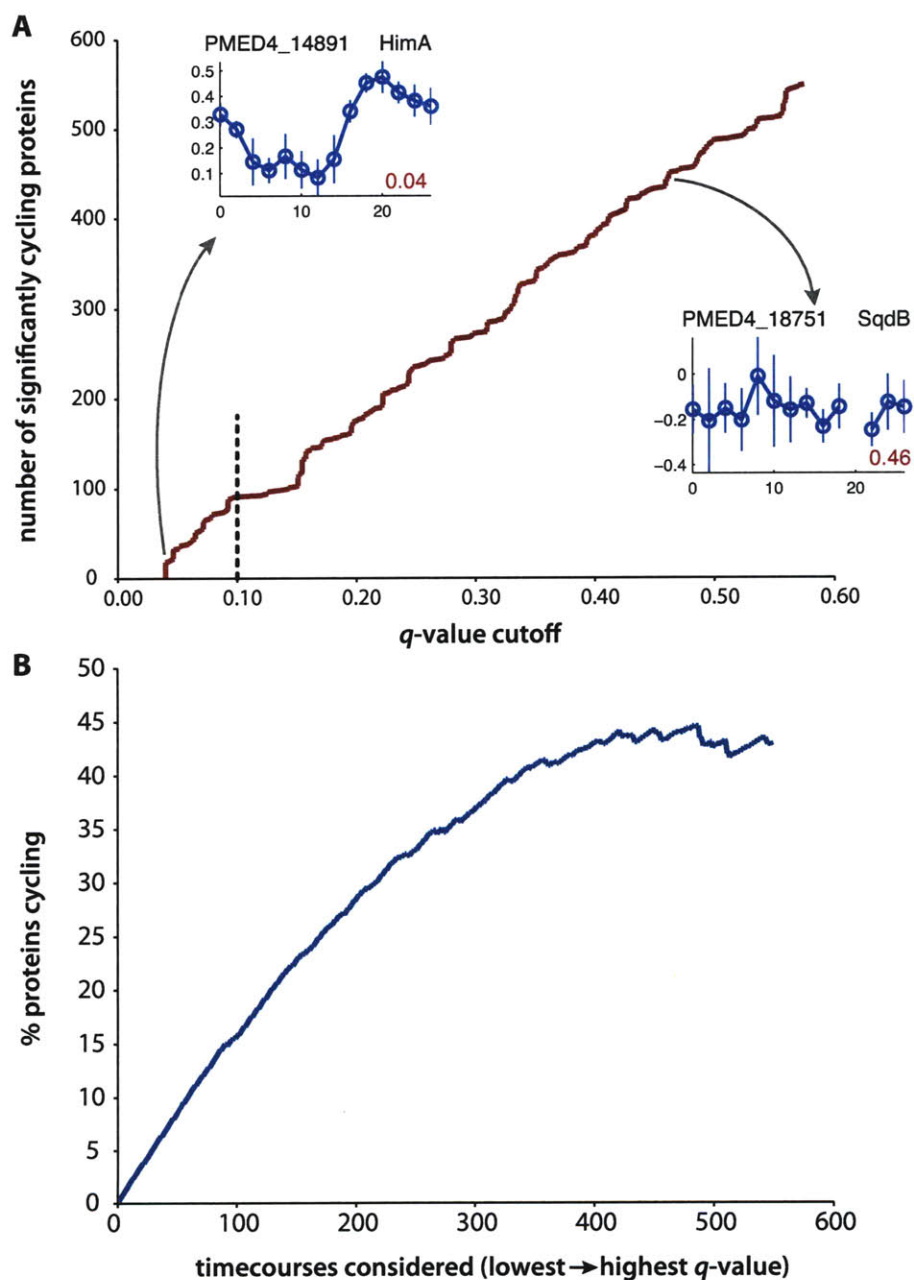 A
600
500
400
300
200
100
0
number of significantly cycling proteins
PMED4_14891 HimA
0.5
0.4
0.3
0.2
0.1
0.04
0 10 20
PMED4_18751 SqdB
0
−0.2
−0.4
0.46
0 10 20
0.00 0.10 0.20 0.30 0.40 0.50 0.60
q-value cutoff
B
50
45
40
35
30
25
20
15
10
5
0
% proteins cycling
0 100 200 300 400 500 600
timecourses considered (lowest→highest q-value)